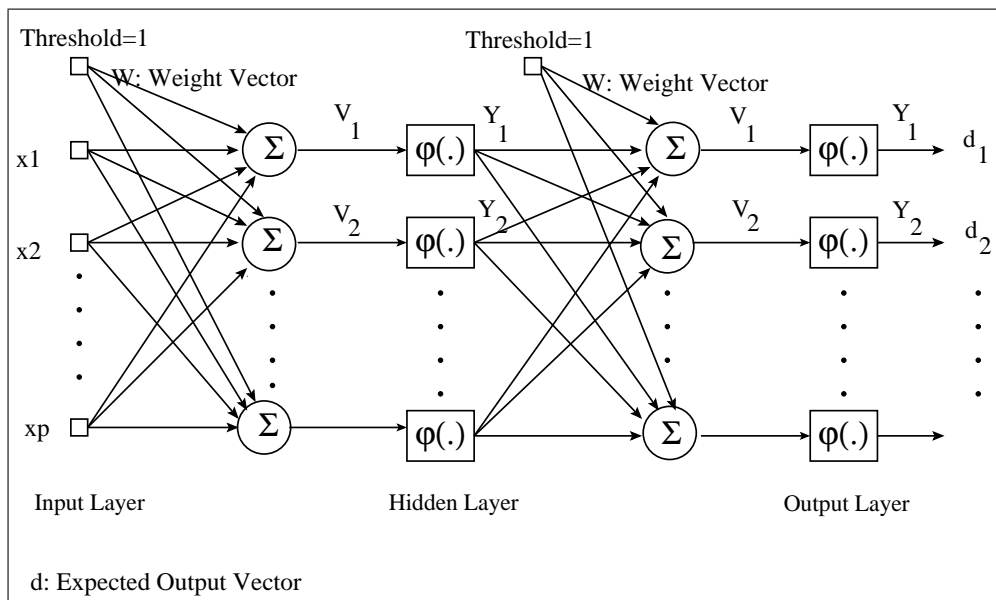 Threshold=1 Threshold=1
W: Weight Vector W: Weight Vector
V1 Y1 V1 Y1
x1 Σ φ(.) Σ φ(.) d1
V2 Y2 V2 Y2
x2 Σ φ(.) Σ φ(.) d2
xp Σ φ(.) Σ φ(.)
Input Layer Hidden Layer Output Layer
d: Expected Output Vector